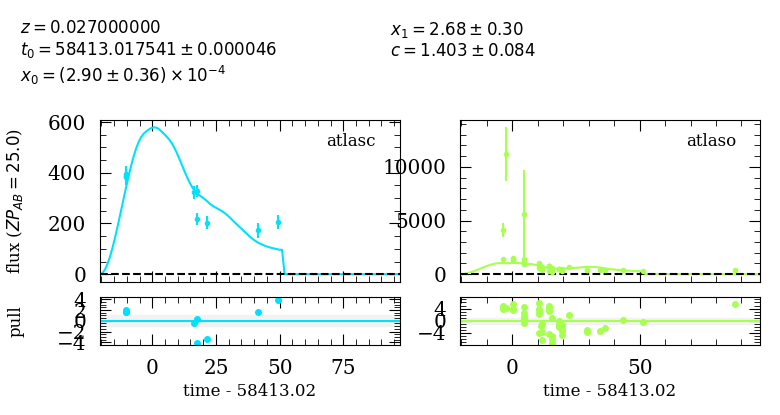 z = 0.027000000
t₀ = 58413.017541 ± 0.000046
x₀ = (2.90 ± 0.36) × 10⁻⁴
x₁ = 2.68 ± 0.30
c = 1.403 ± 0.084
flux (ZP_AB = 25.0)
600
400
200
0
atlasc
10000
5000
0
atlaso
pull
4
2
0
−2
−4
4
0
−4
0 25 50 75
time - 58413.02
0 50
time - 58413.02